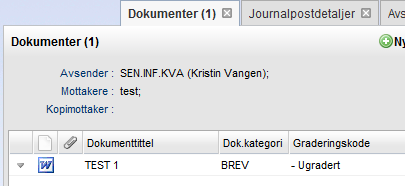 Dokumenter (1) Journalpostdetaljer Avs
Dokumenter (1) Ny
Avsender : SEN.INF.KVA (Kristin Vangen);
Mottakere : test;
Kopimottaker :
Dokumenttittel Dok.kategori Graderingskode
TEST 1 BREV - Ugradert